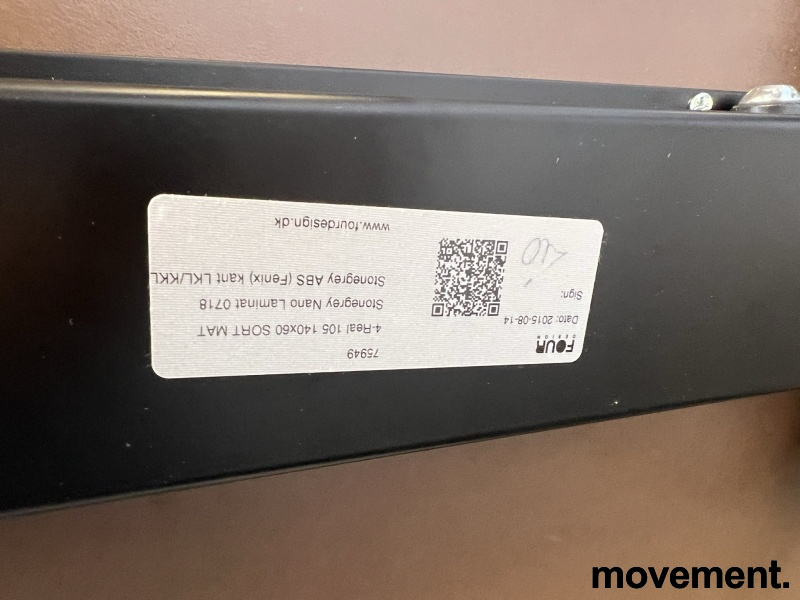 FOUR
DESIGN
Dato: 2015-08-14
Sign:
75949
4-Real 105 140x60 SORT MAT
Stonegrey Nano Laminat 0718
Stonegrey ABS (Fenix) kant LKL/KKL
www.fourdesign.dk
movement.